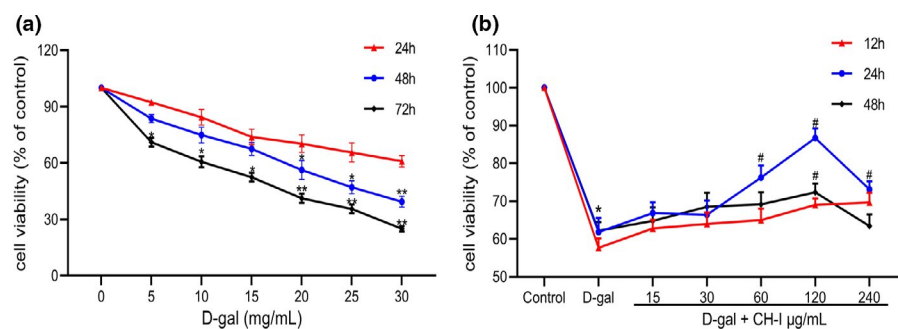 (a)
24h
48h
72h
cell viability (% of control)
120
90
60
30
0
* * * ** ** **
* * **
0 5 10 15 20 25 30
D-gal (mg/mL)
(b)
12h
24h
48h
cell viability (% of control)
110
100
90
80
70
60
50
* # # # #
Control D-gal 15 30 60 120 240
D-gal + CH-I μg/mL